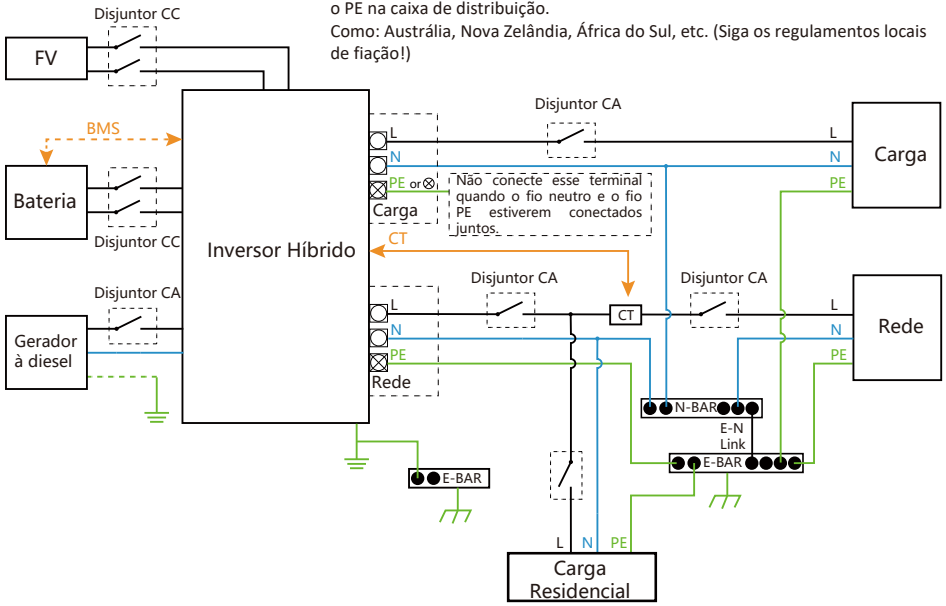 o PE na caixa de distribuição.
Como: Austrália, Nova Zelândia, África do Sul, etc. (Siga os regulamentos locais
de fiação!)
Disjuntor CC
FV
BMS
Bateria
Disjuntor CC
Disjuntor CA
Gerador
à diesel
Inversor Híbrido
L
N
PE or
Carga
Não conecte esse terminal
quando o fio neutro e o fio
PE estiverem conectados
juntos.
CT
Disjuntor CA
L
N
PE
Carga
Disjuntor CA
Disjuntor CA
L
N
PE
Rede
CT
L
N
PE
Rede
N-BAR
E-N
Link
E-BAR
E-BAR
L
N
PE
Carga
Residencial